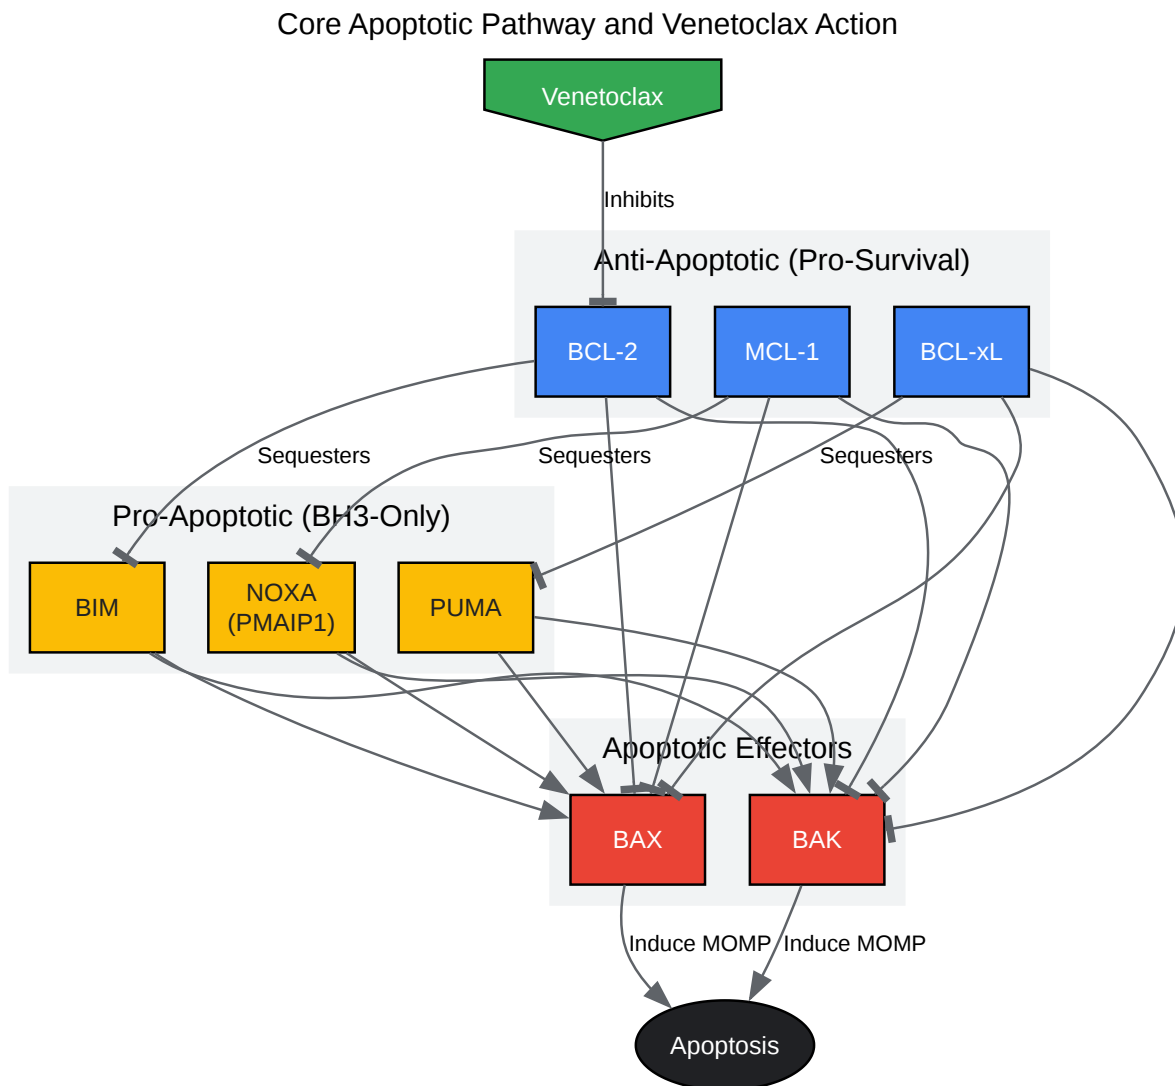 Core Apoptotic Pathway and Venetoclax Action
Venetoclax
Inhibits
Anti-Apoptotic (Pro-Survival)
BCL-2
MCL-1
BCL-xL
Sequesters
Sequesters
Sequesters
Pro-Apoptotic (BH3-Only)
BIM
NOXA
(PMAIP1)
PUMA
Apoptotic Effectors
BAX
BAK
Induce MOMP
Induce MOMP
Apoptosis